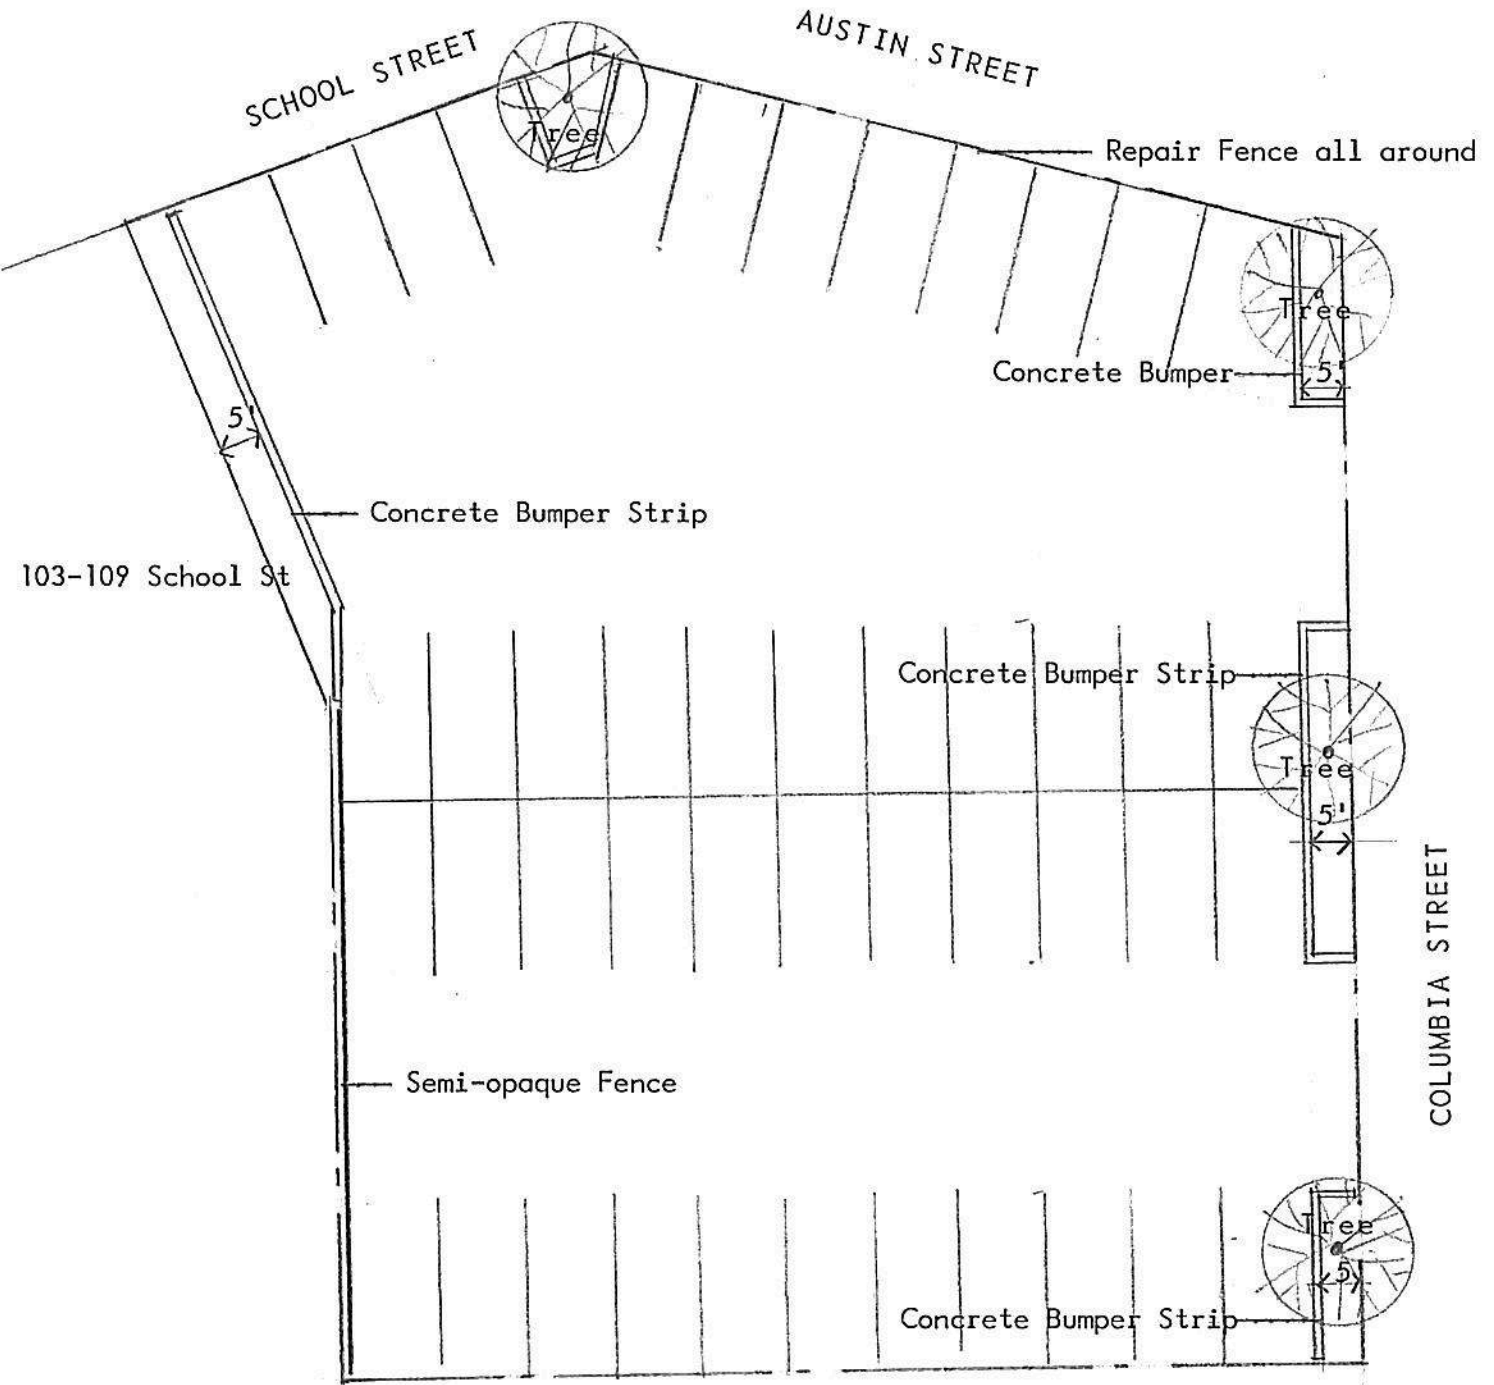 SCHOOL STREET
AUSTIN STREET
Tree
Repair Fence all around
Tree
Concrete Bumper
5'
5'
Concrete Bumper Strip
103-109 School St
Concrete Bumper Strip
Tree
5'
COLUMBIA STREET
Semi-opaque Fence
Tree
5
Concrete Bumper Strip